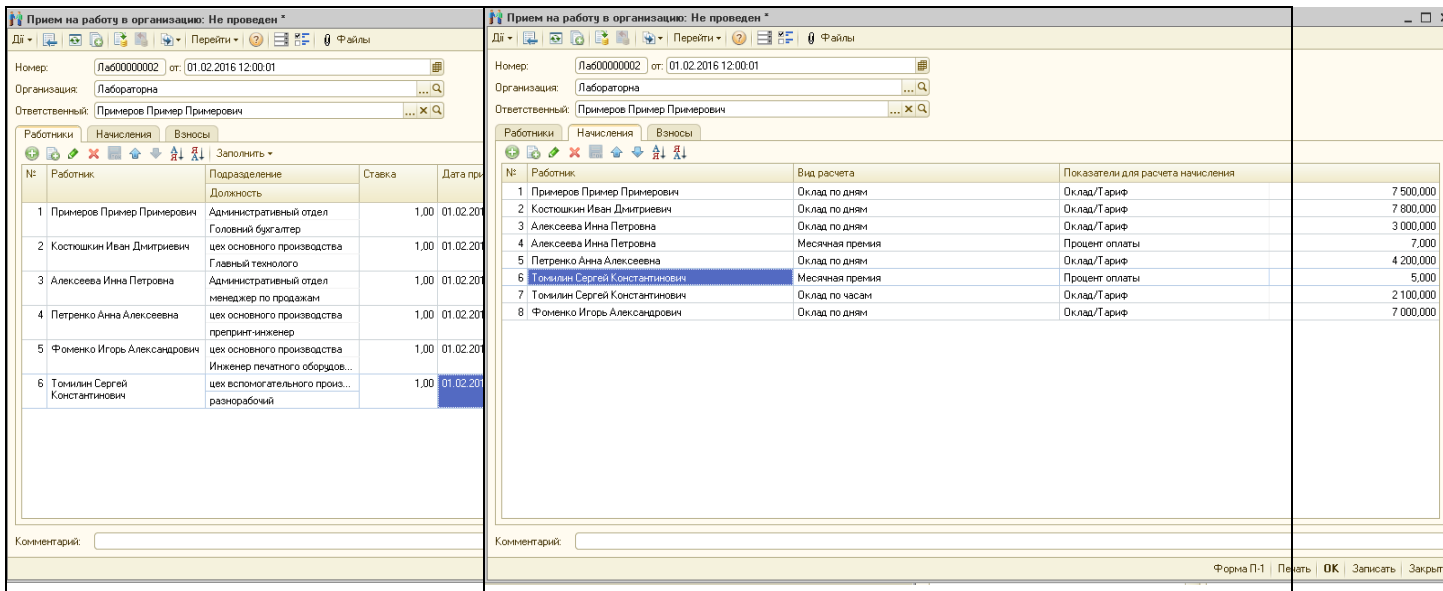 Прием на работу в организацию: Не проведен *
Дії Перейти Файлы
Номер: Лаб00000002 от: 01.02.2016 12:00:01
Организация: Лабораторна ...
Ответственный: Примеров Пример Примерович ...
Работники Начисления Взносы
Заполнить
№ Работник Подразделение Ставка Дата при
Должность
1 Примеров Пример Примерович Административный отдел 1,00 01.02.201
Головний бухгалтер
2 Костюшкин Иван Дмитриевич цех основного производства 1,00 01.02.201
Главный технолого
3 Алексеева Инна Петровна Административный отдел 1,00 01.02.201
менеджер по продажам
4 Петренко Анна Алексеевна цех основного производства 1,00 01.02.201
препринт-инженер
5 Фоменко Игорь Александрович цех основного производства 1,00 01.02.201
Инженер печатного оборудов...
6 Томилин Сергей цех вспомогательного произ... 1,00 01.02.201
Константинович
разнорабочий
Комментарий:
Прием на работу в организацию: Не проведен *
Дії Перейти Файлы
Номер: Лаб00000002 от: 01.02.2016 12:00:01
Организация: Лабораторна ...
Ответственный: Примеров Пример Примерович ...
Работники Начисления Взносы
№ Работник Вид расчета Показатели для расчета начисления
1 Примеров Пример Примерович Оклад по дням Оклад/Тариф 7 500,000
2 Костюшкин Иван Дмитриевич Оклад по дням Оклад/Тариф 7 800,000
3 Алексеева Инна Петровна Оклад по дням Оклад/Тариф 3 000,000
4 Алексеева Инна Петровна Месячная премия Процент оплаты 7,000
5 Петренко Анна Алексеевна Оклад по дням Оклад/Тариф 4 200,000
6 Томилин Сергей Константинович Месячная премия Процент оплаты 5,000
7 Томилин Сергей Константинович Оклад по часам Оклад/Тариф 2 100,000
8 Фоменко Игорь Александрович Оклад по дням Оклад/Тариф 7 000,000
Комментарий:
Форма П-1 Печать OK Записать Закрыт